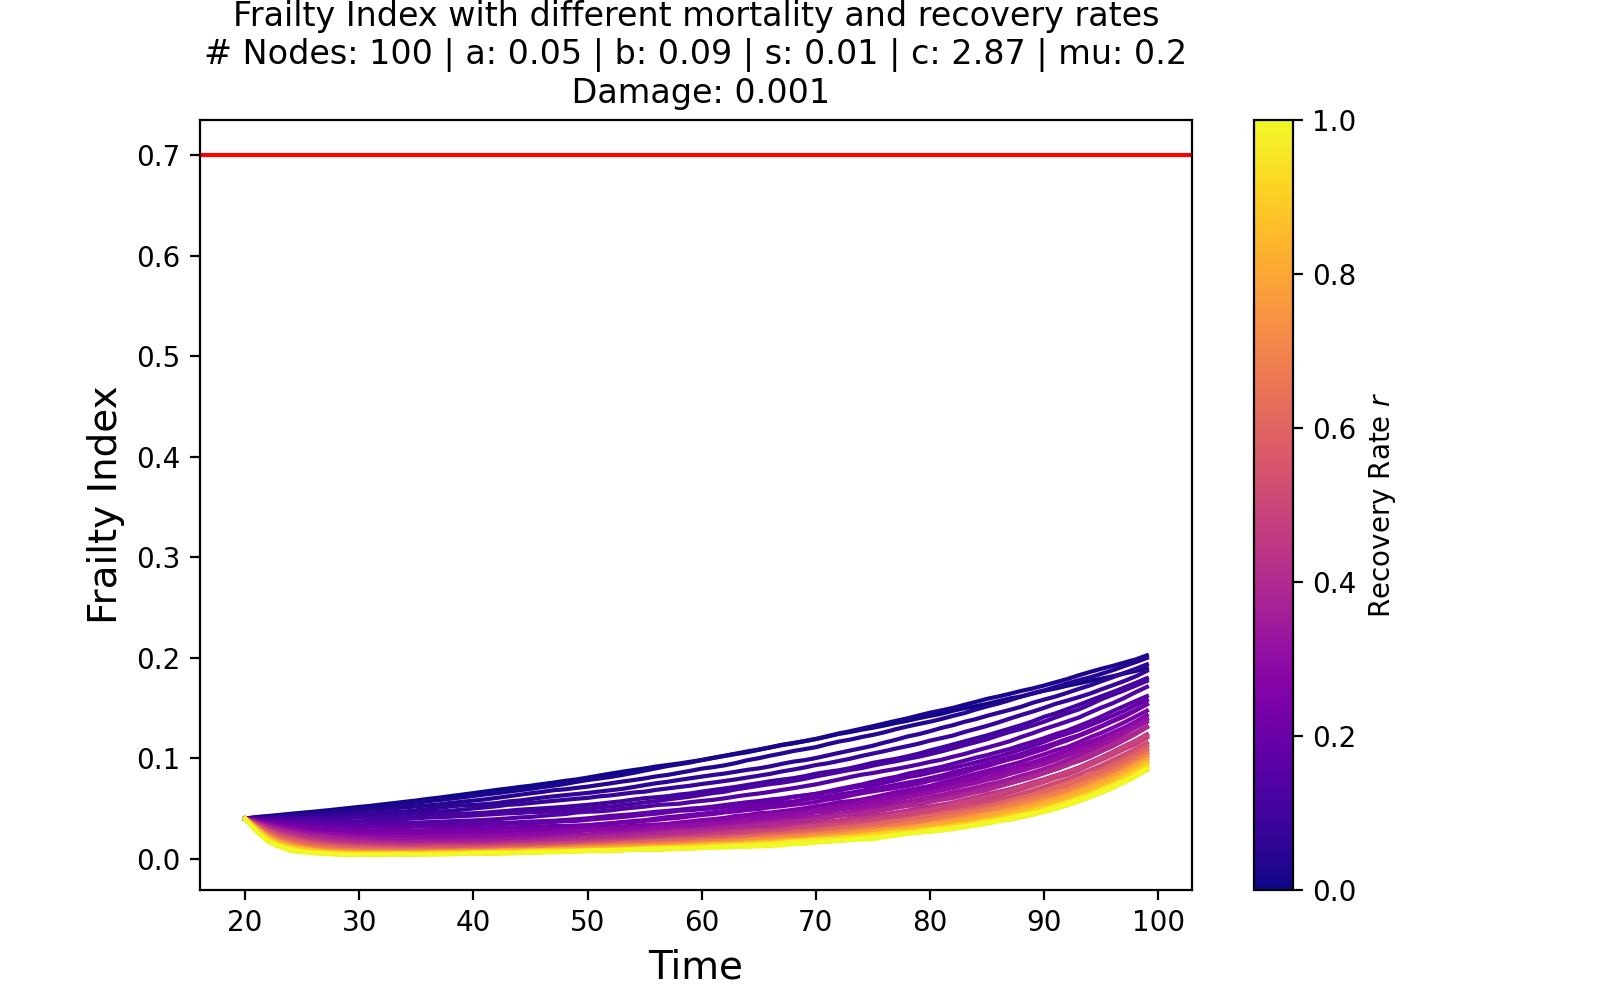 Frailty Index with different mortality and recovery rates
# Nodes: 100 | a: 0.05 | b: 0.09 | s: 0.01 | c: 2.87 | mu: 0.2
Damage: 0.001
0.7
0.6
0.5
0.4
0.3
0.2
0.1
0.0
Frailty Index
20 30 40 50 60 70 80 90 100
Time
1.0
0.8
0.6
0.4
0.2
0.0
Recovery Rate r